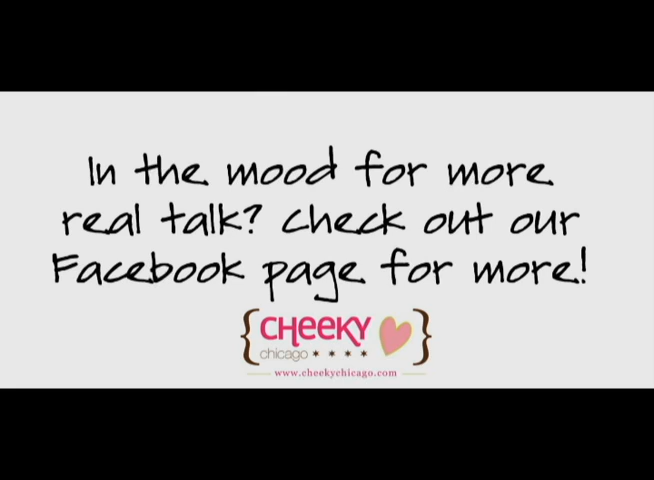 In the mood for more
real talk? Check out our
Facebook page for more!
{CHEEKY}
chicago * * * *
www.cheekychicago.com